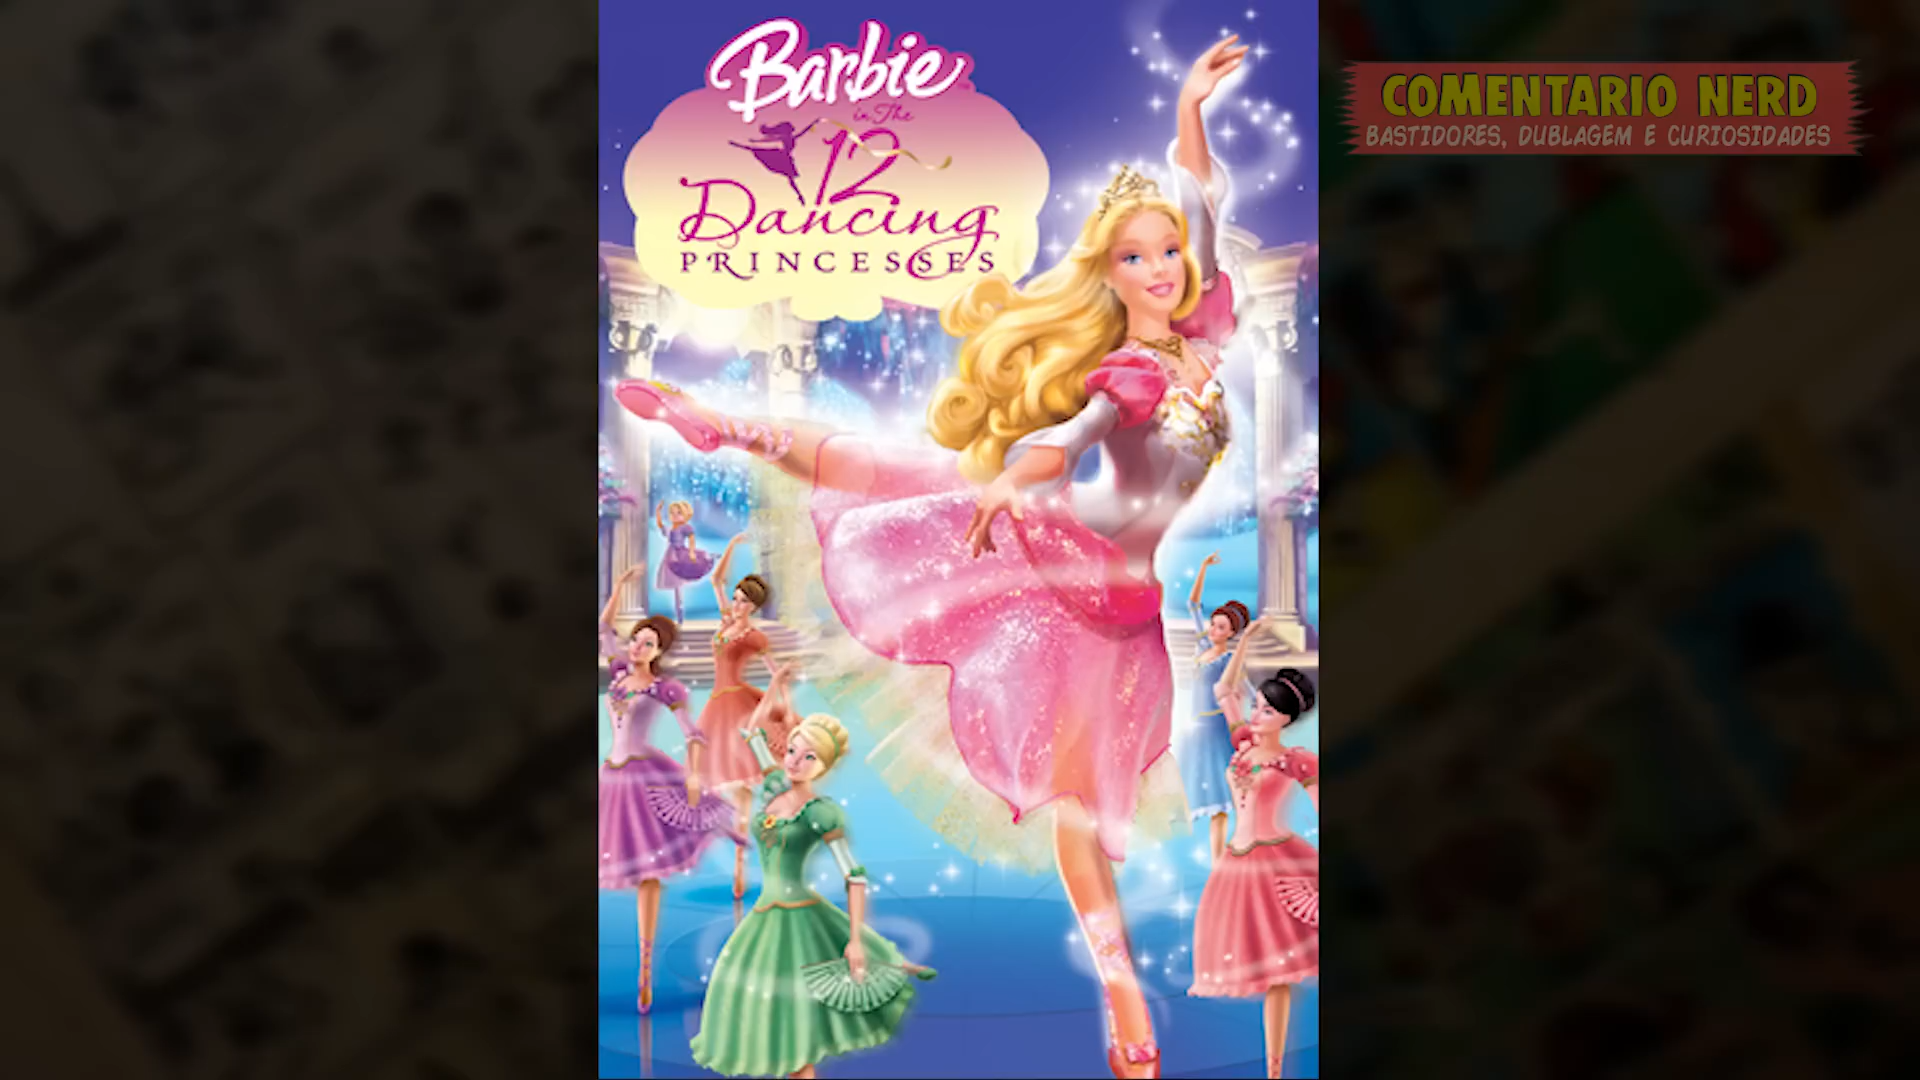 Barbie
in The
12
Dancing
PRINCESSES
COMENTARIO NERD
BASTIDORES, DUBLAGEM E CURIOSIDADES